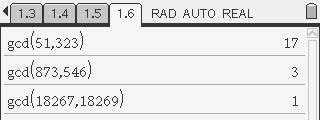 1.3 1.4 1.5 1.6 RAD AUTO REAL
gcd(51,323) 17
gcd(873,546) 3
gcd(18267,18269) 1